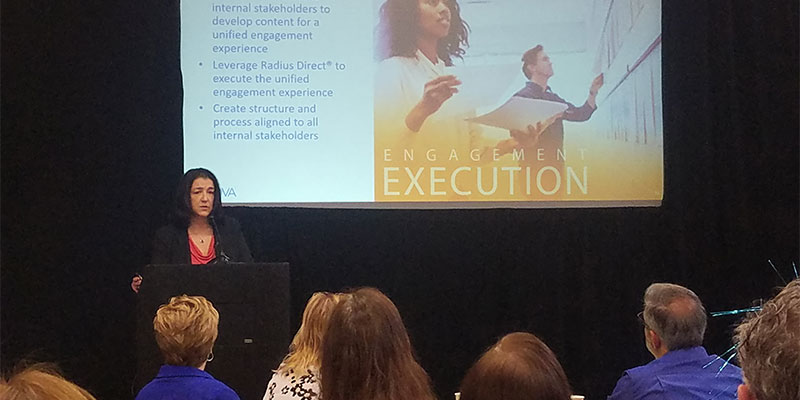 internal stakeholders to
develop content for a
unified engagement
experience
• Leverage Radius Direct® to
execute the unified
engagement experience
• Create structure and
process aligned to all
internal stakeholders
ENGAGEMENT
EXECUTION